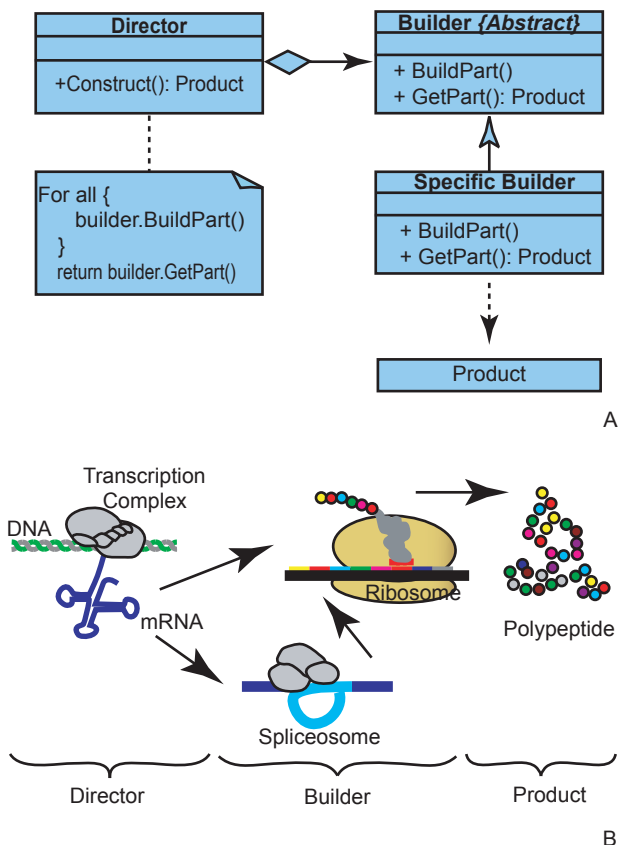 Director
+Construct(): Product
Builder {Abstract}
+ BuildPart()
+ GetPart(): Product
For all {
builder.BuildPart()
}
return builder.GetPart()
Specific Builder
+ BuildPart()
+ GetPart(): Product
Product
A
Transcription
Complex
DNA
mRNA
Ribosome
Spliceosome
Polypeptide
Director
Builder
Product
B